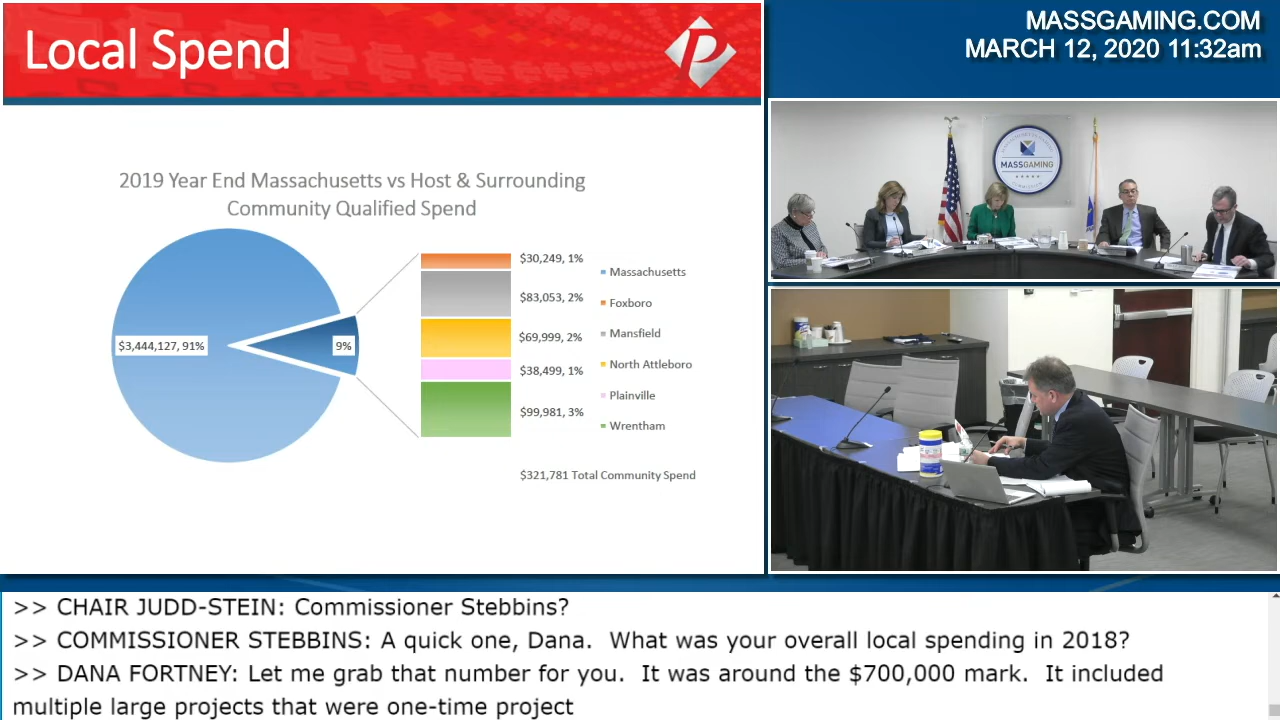 Local Spend
MASSGAMING.COM
MARCH 12, 2020 11:32am
2019 Year End Massachusetts vs Host & Surrounding
Community Qualified Spend
$3,444,127, 91%
9%
$30,249, 1%
$83,053, 2%
$69,999, 2%
$38,499, 1%
$99,981, 3%
Massachusetts
Foxboro
Mansfield
North Attleboro
Plainville
Wrentham
$321,781 Total Community Spend
MASSGAMING
MASSGAMING
>> CHAIR JUDD-STEIN: Commissioner Stebbins?
>> COMMISSIONER STEBBINS: A quick one, Dana.  What was your overall local spending in 2018?
>> DANA FORTNEY: Let me grab that number for you.  It was around the $700,000 mark.  It included
multiple large projects that were one-time project